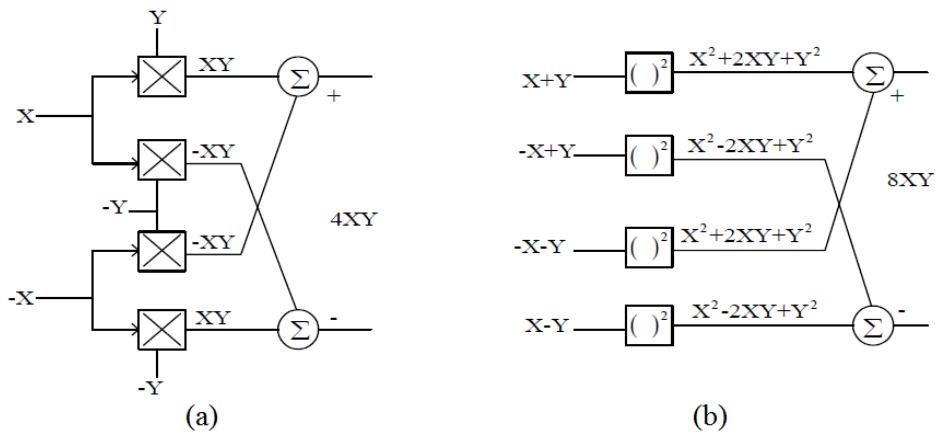 Y
XY
Σ
+
X
-XY
-Y
4XY
-XY
-X
XY
Σ
-
-Y
(a)
X+Y
( )²
X²+2XY+Y²
Σ
+
-X+Y
( )²
X²-2XY+Y²
8XY
-X-Y
( )²
X²+2XY+Y²
X-Y
( )²
X²-2XY+Y²
Σ
-
(b)